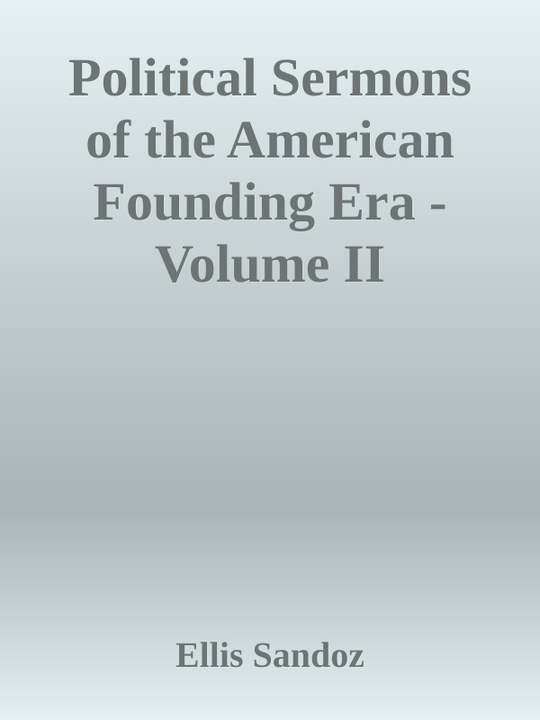 Political Sermons
of the American
Founding Era -
Volume II
Ellis Sandoz